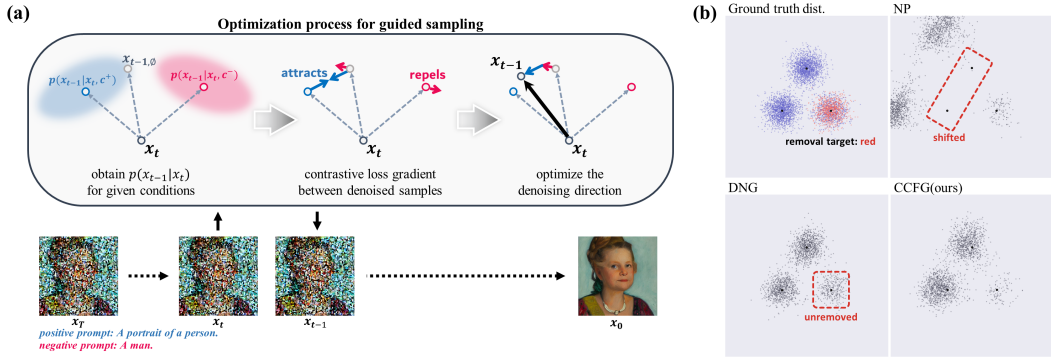 (a)
Optimization process for guided sampling
x_{t-1,∅}
p(x_{t-1}|x_t, c^+)
p(x_{t-1}|x_t, c^-)
x_t
obtain p(x_{t-1}|x_t)
for given conditions
attracts
repels
x_t
contrastive loss gradient
between denoised samples
x_{t-1}
x_t
optimize the
denoising direction
x_T
x_t
x_{t-1}
x_0
positive prompt: A portrait of a person.
negative prompt: A man.
(b)
Ground truth dist.
removal target: red
NP
shifted
DNG
unremoved
CCFG(ours)